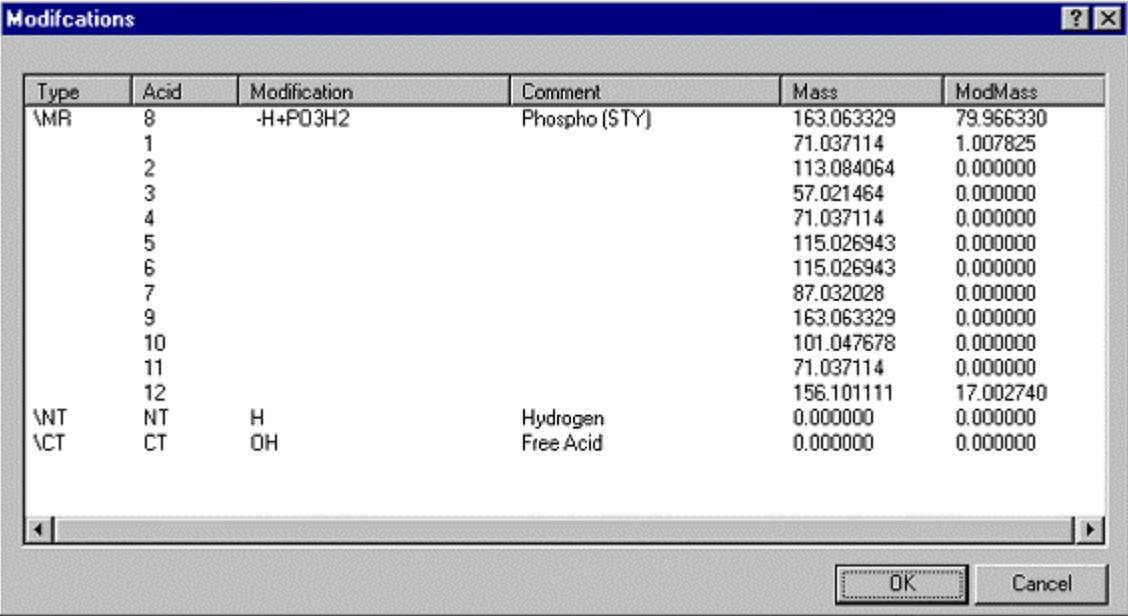 Modifcations
Type Acid Modification Comment Mass ModMass
\MR 8 -H+PO3H2 Phospho (STY) 163.063329 79.966330
1 71.037114 1.007825
2 113.084064 0.000000
3 57.021464 0.000000
4 71.037114 0.000000
5 115.026943 0.000000
6 115.026943 0.000000
7 87.032028 0.000000
9 163.063329 0.000000
10 101.047678 0.000000
11 71.037114 0.000000
12 156.101111 17.002740
\NT NT H Hydrogen 0.000000 0.000000
\CT CT OH Free Acid 0.000000 0.000000
OK Cancel